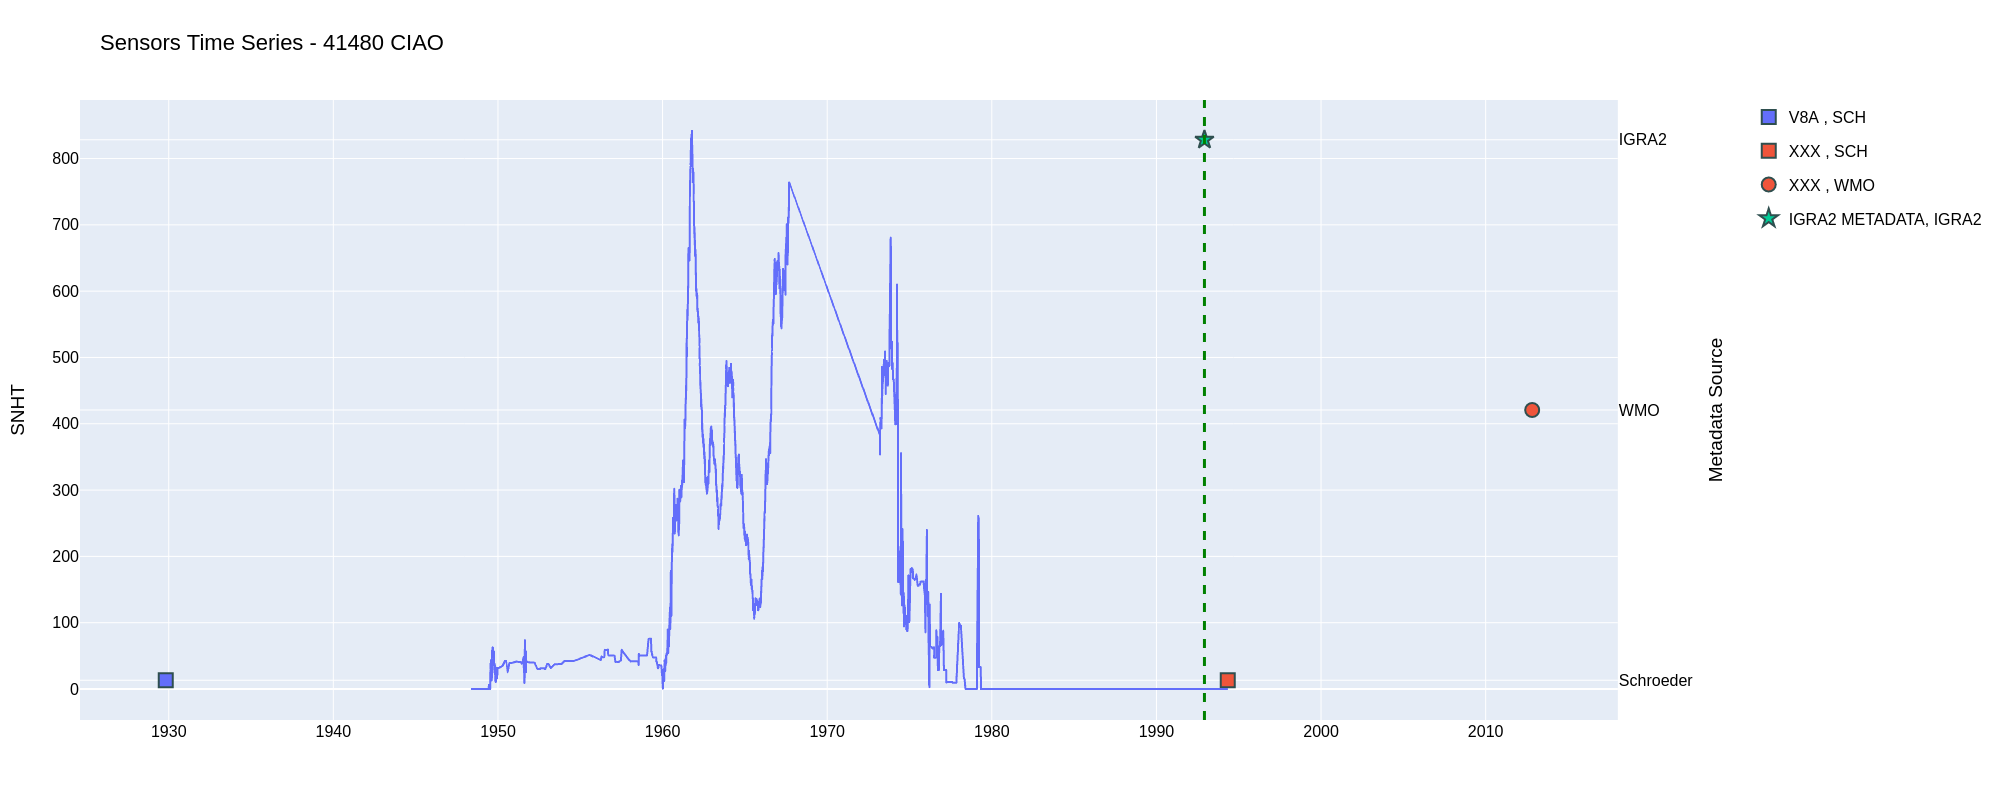 Sensors Time Series - 41480 CIAO
SNHT
800
700
600
500
400
300
200
100
0
1930
1940
1950
1960
1970
1980
1990
2000
2010
IGRA2
WMO
Schroeder
Metadata Source
V8A , SCH
XXX , SCH
XXX , WMO
IGRA2 METADATA, IGRA2